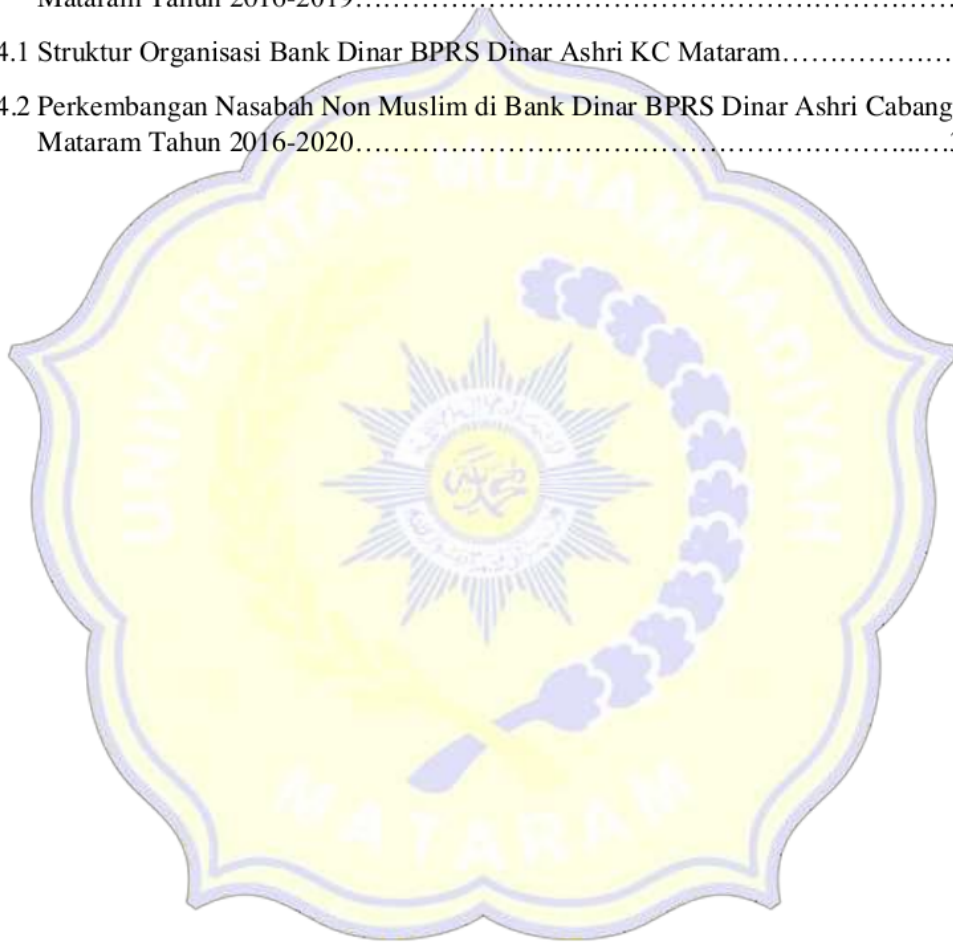 Mataram Tahun 2016-2019……………………………………………………………
4.1 Struktur Organisasi Bank Dinar BPRS Dinar Ashri KC Mataram………………
4.2 Perkembangan Nasabah Non Muslim di Bank Dinar BPRS Dinar Ashri Cabang
Mataram Tahun 2016-2020…………………………………………………...….
UNIVERSITAS MUHAMMADIYAH
MATARAM